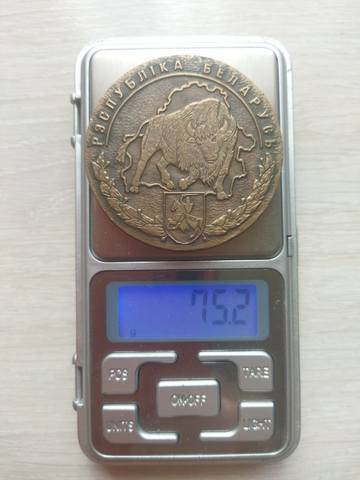 РЭСПУБЛІКА БЕЛАРУСЬ
75.2
g
PCS
TARE
ON-OFF
UNITS
LIGHT